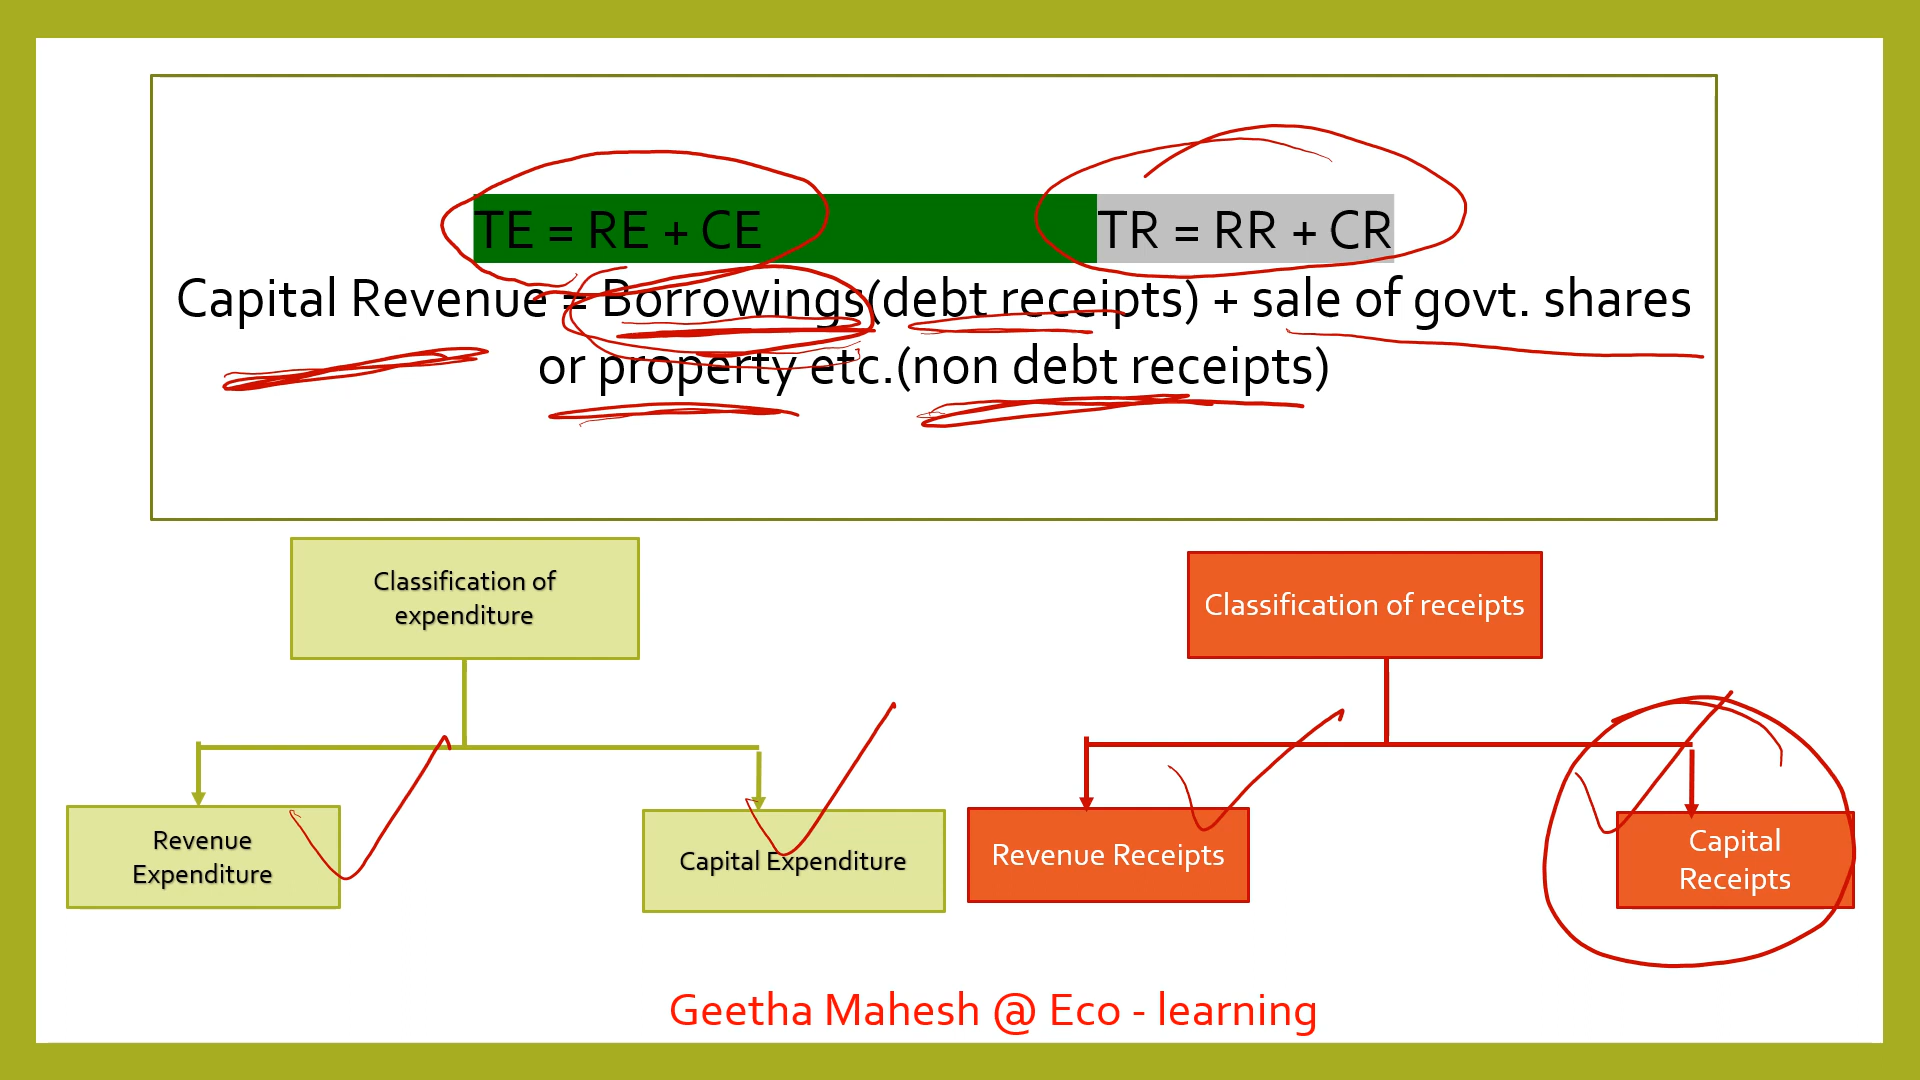 TE = RE + CE TR = RR + CR
Capital Revenue = Borrowings(debt receipts) + sale of govt. shares
or property etc.(non debt receipts)
Classification of
expenditure
Classification of receipts
Revenue
Expenditure
Capital Expenditure
Revenue Receipts
Capital
Receipts
Geetha Mahesh @ Eco - learning